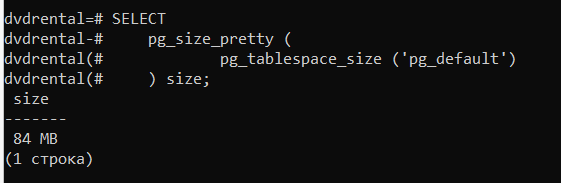 dvdrental=# SELECT
dvdrental-#     pg_size_pretty (
dvdrental(#            pg_tablespace_size ('pg_default')
dvdrental(#     ) size;
 size
-------
 84 MB
(1 строка)